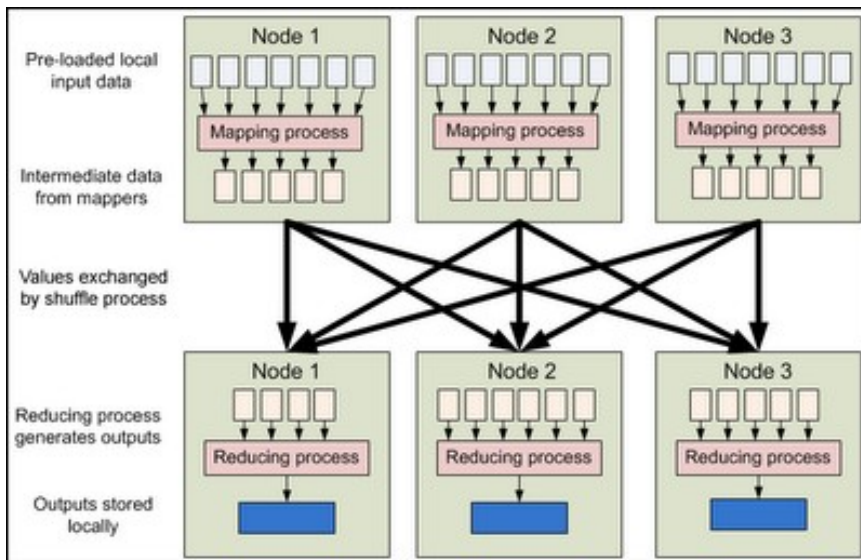 Node 1
Node 2
Node 3
Pre-loaded local
input data
Mapping process
Mapping process
Mapping process
Intermediate data
from mappers
Values exchanged
by shuffle process
Node 1
Node 2
Node 3
Reducing process
generates outputs
Reducing process
Reducing process
Reducing process
Outputs stored
locally